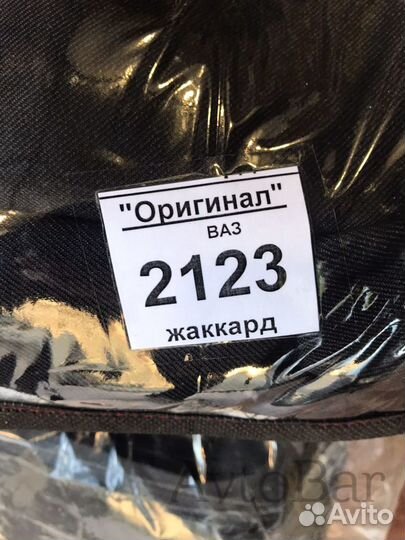 "Оригинал"
ВАЗ
2123
жаккард
AvtoBar
Avito